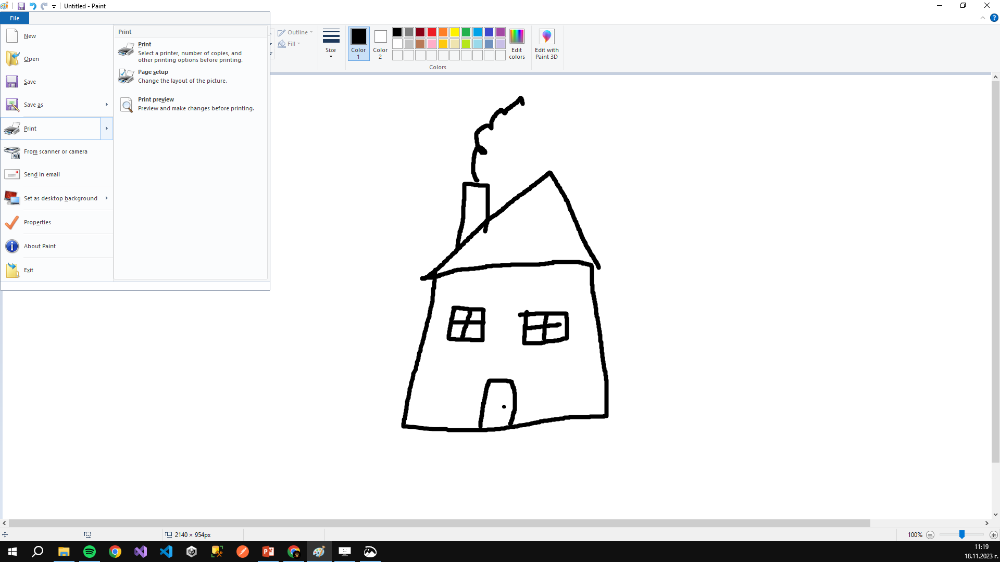 Untitled - Paint
File
New
Open
Save
Save as
Print
From scanner or camera
Send in email
Set as desktop background
Properties
About Paint
Exit
Print
Print
Select a printer, number of copies, and
other printing options before printing.
Page setup
Change the layout of the picture.
Print preview
Preview and make changes before printing.
Outline
Fill
Size
Color
1
Color
2
Edit
colors
Edit with
Paint 3D
Colors
2140 × 954px
100%
11:19
18.11.2023 г.